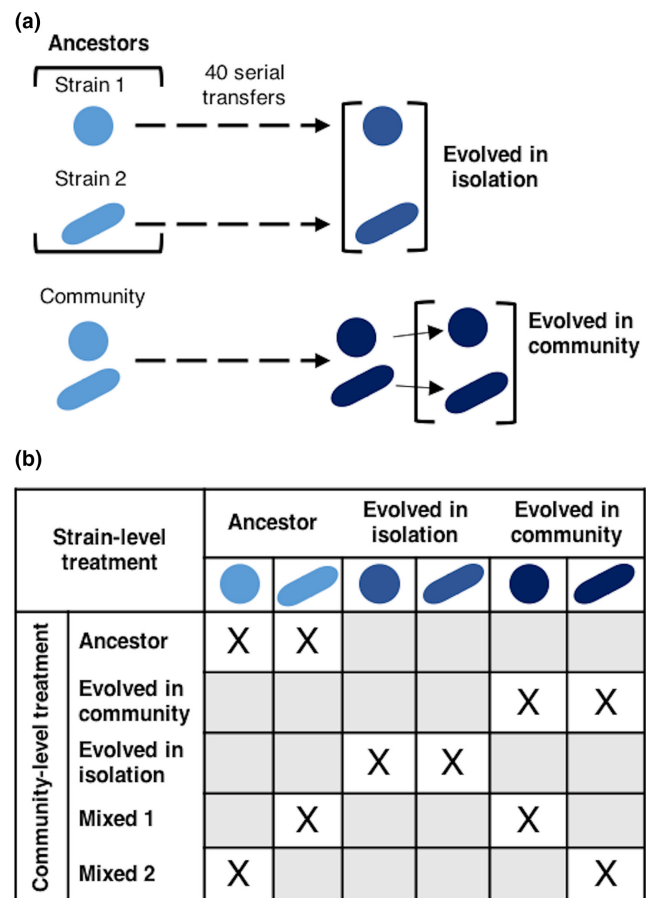 (a)
Ancestors
Strain 1
40 serial
transfers
Evolved in
isolation
Strain 2
Community
Evolved in
community
(b)
Strain-level
treatment
Ancestor
Evolved in
isolation
Evolved in
community
Community-level treatment
Ancestor
X X
Evolved in
community
X X
Evolved in
isolation
X X
Mixed 1
X X
Mixed 2
X X